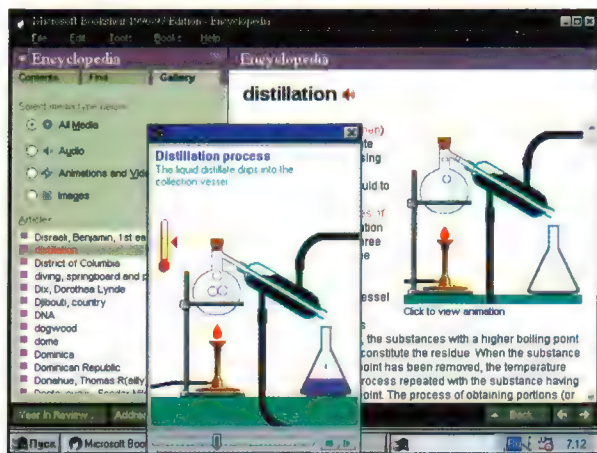 Microsoft Bookshelf 1996-97 Edition - Encyclopedia
File Edit Tools Books Help
Encyclopedia
Encyclopedia
Contents Find Gallery
Select media type below:
All Media
Audio
Animations and
Images
Articles
Disraeli, Benjamin, 1st ea
distillation
District of Columbia
diving, springboard and p
Dix, Dorothea Lynde
Djibouti, country
DNA
dogwood
dome
Dominica
Dominican Republic
Donahue, Thomas R(eilly
Distillation process
The liquid distillate drips into the
collection vessel
distillation
Click to view animation
, the substances with a higher boiling point
constitute the residue. When the substance
point has been removed, the temperature
rocess repeated with the substance having
point. The process of obtaining portions (or
Year In Review
Back
Пуск
Microsoft Boo
7.12